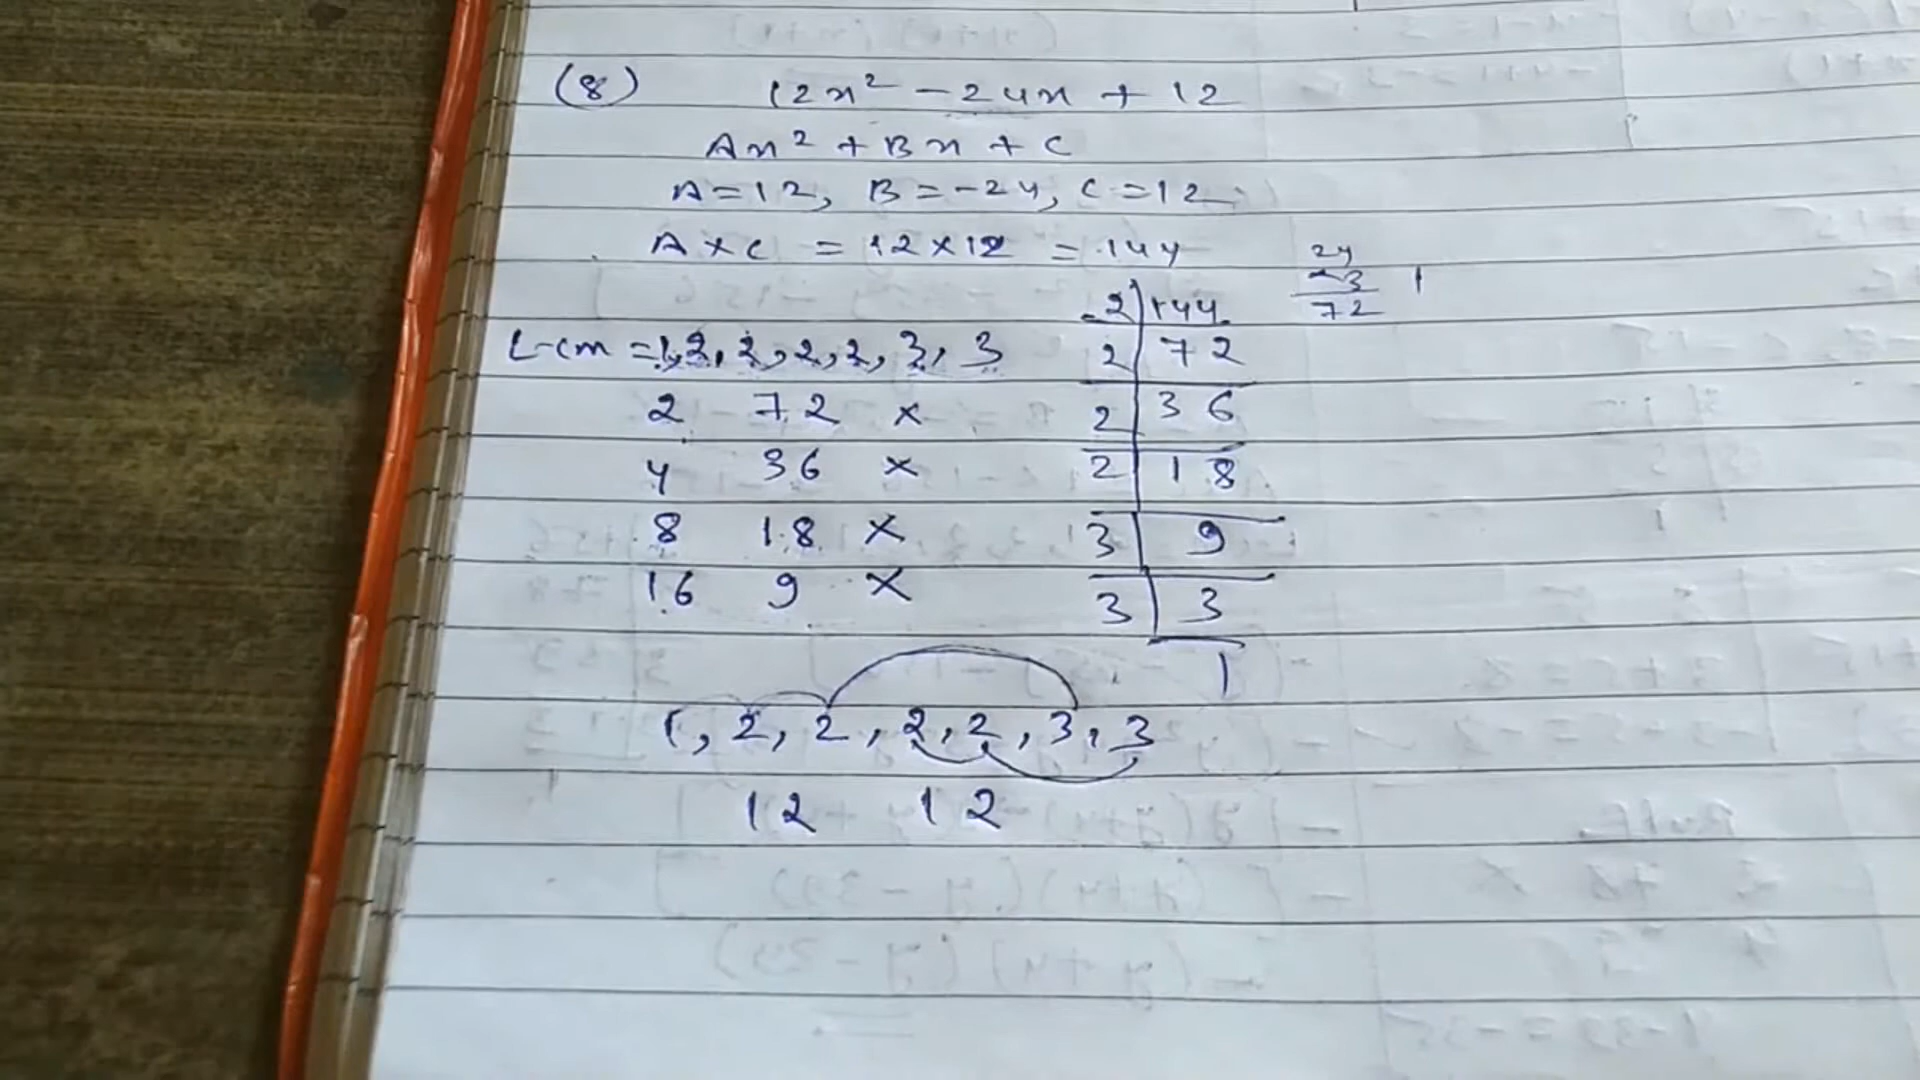 (8) 12x² - 24x + 12
Ax² + Bx + C
A = 12, B = -24, C = 12
A × C = 12 × 12 = 144
24
3
72
2 | 144
L-cm = 1, 2, 2, 2, 2, 3, 3
2 | 72
2 72 ×
2 | 36
4 36 ×
2 | 18
8 18 ×
3 | 9
16 9 ×
3 | 3
1
1, 2, 2, 2, 2, 3, 3
12 12